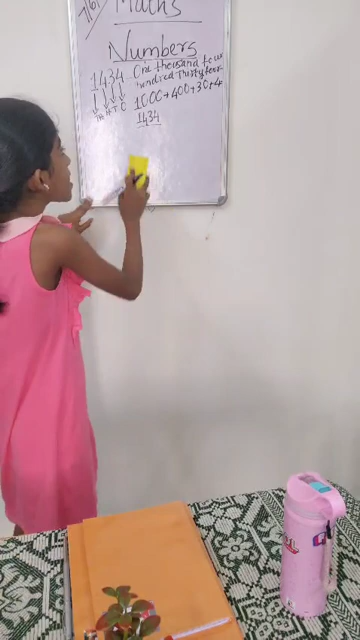 Maths
Numbers
1434 One thousand four
hundred thirty four
Th H T O 1000+400+30+4
1434